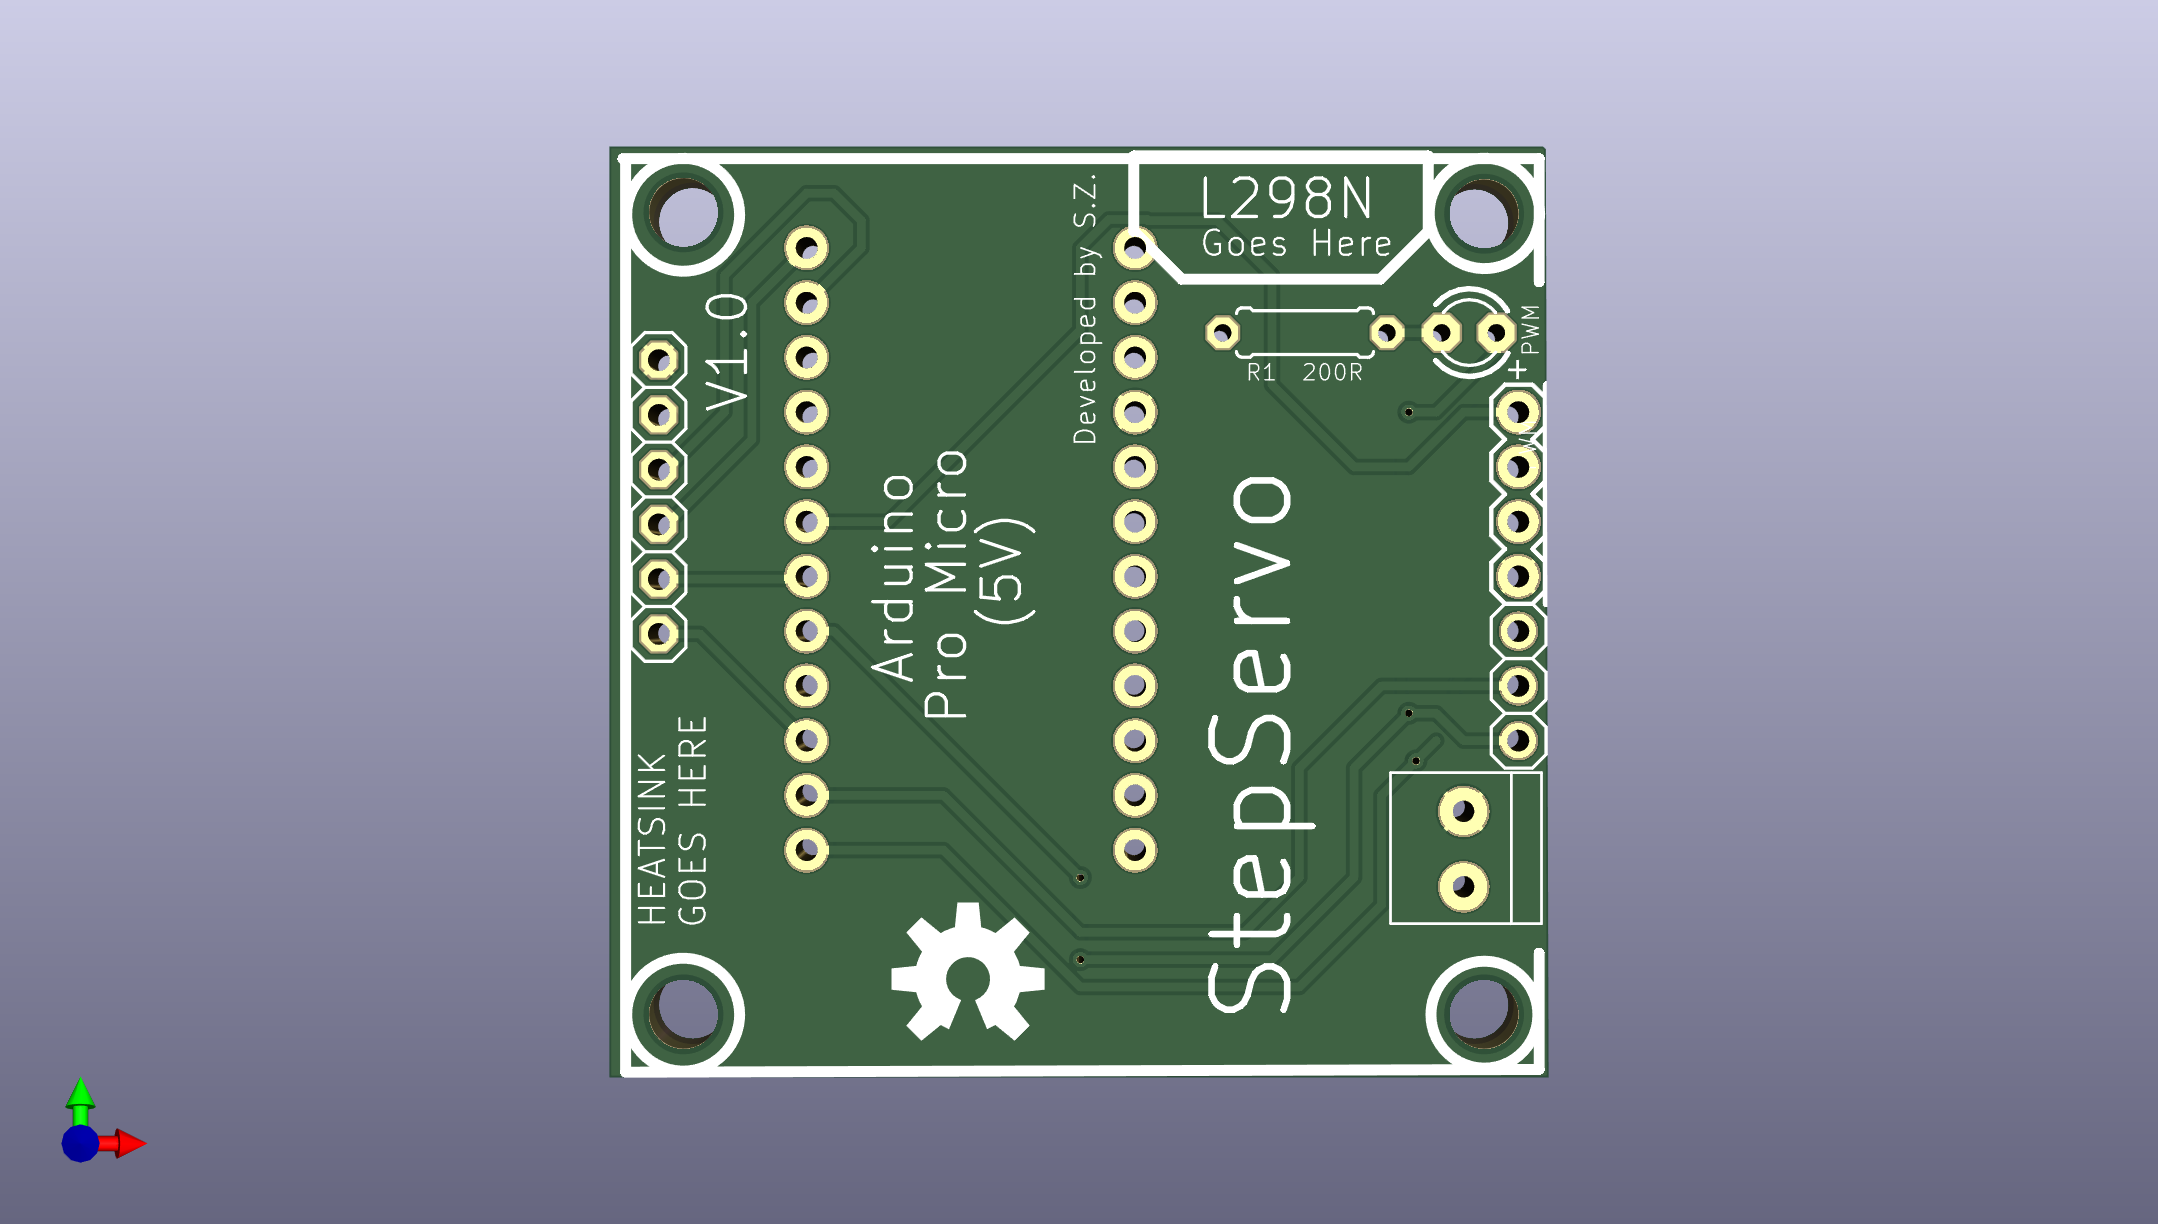 L298N
Goes Here
Developed by S.Z.
V1.0
PWM
+
R1 200R
Arduino
Pro Micro
(5V)
StepServo
HEATSINK
GOES HERE